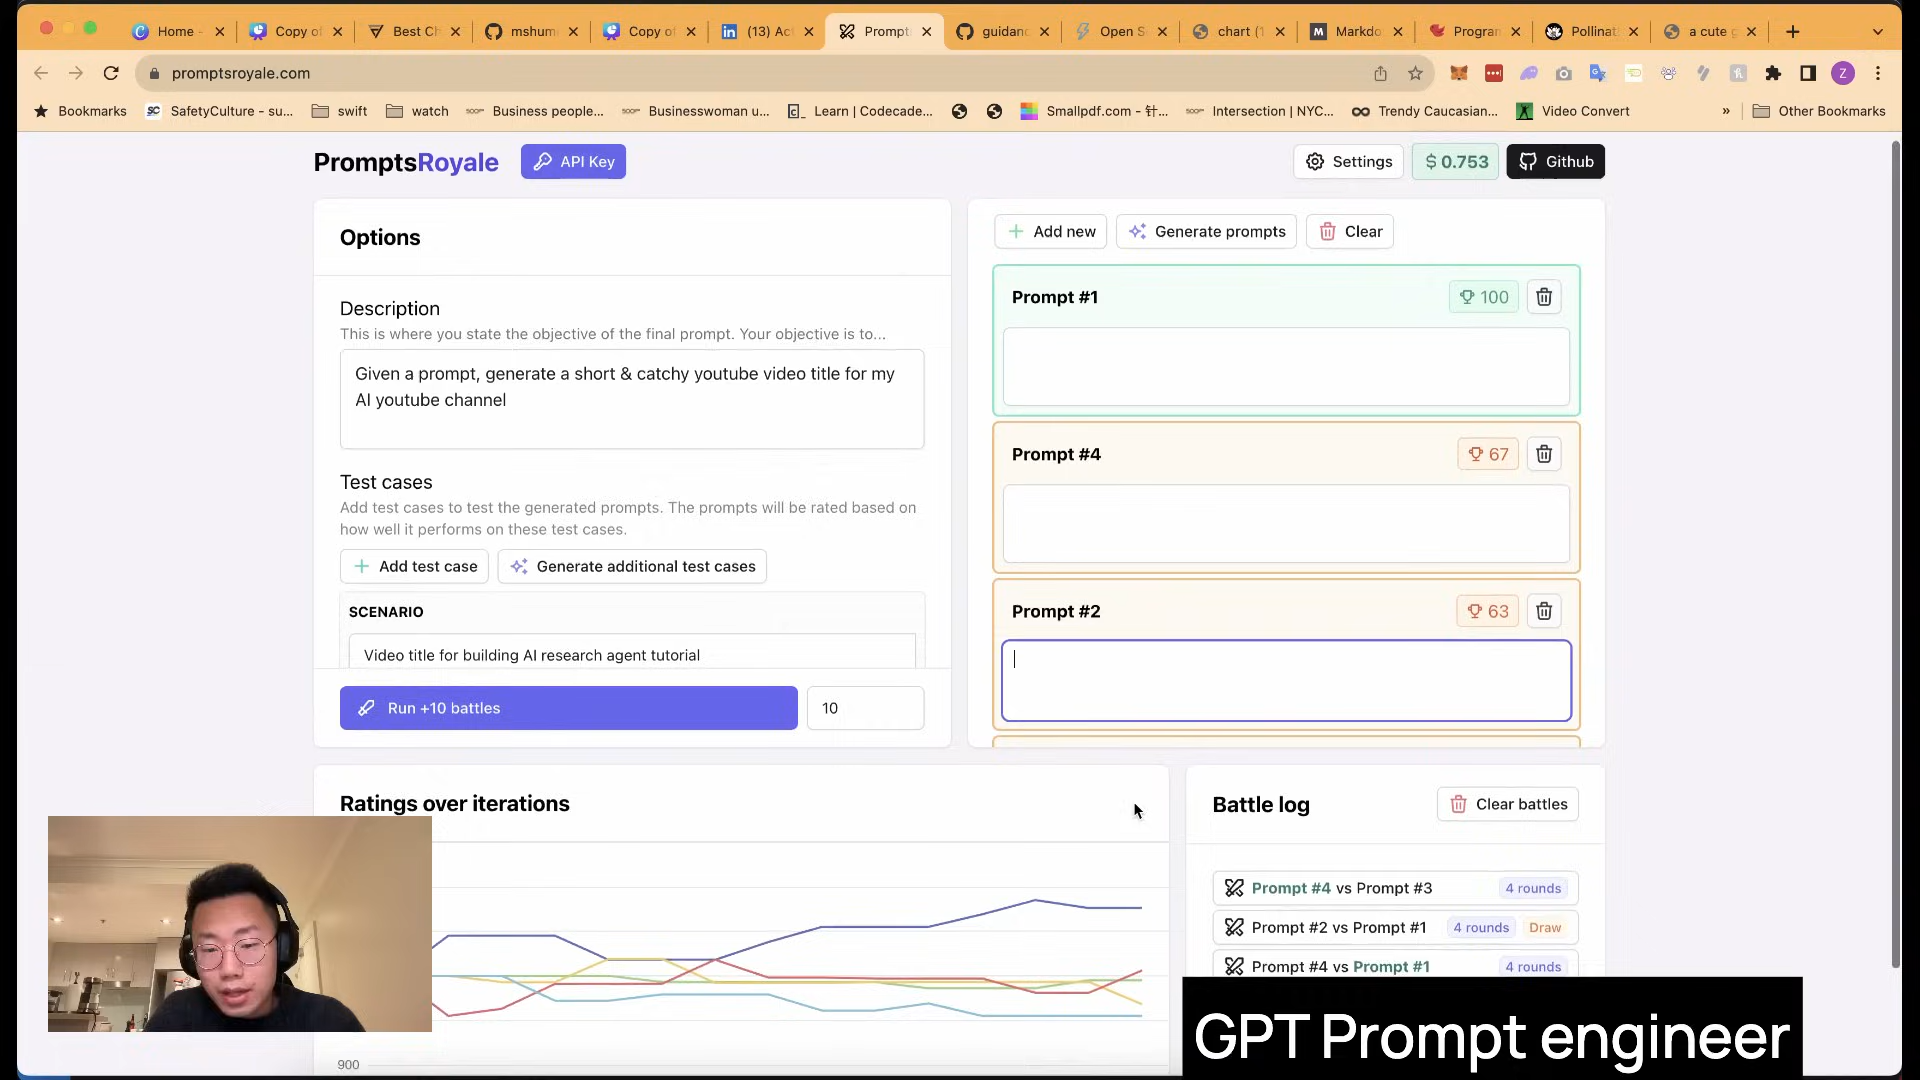 Home -
Copy o
Best C
mshum
Copy of
(13) Ac
Prompt
guidanc
Open S
chart (1
Markdo
Program
Pollinat
a cute g
promptsroyale.com
Z
Bookmarks
SafetyCulture - su...
swift
watch
Business people...
Businesswoman u...
Learn | Codecade...
Smallpdf.com - 针...
Intersection | NYC...
Trendy Caucasian...
Video Convert
»
Other Bookmarks
PromptsRoyale
API Key
Settings
$ 0.753
Github
Options
Description
This is where you state the objective of the final prompt. Your objective is to...
Given a prompt, generate a short & catchy youtube video title for my
AI youtube channel
Test cases
Add test cases to test the generated prompts. The prompts will be rated based on
how well it performs on these test cases.
Add test case
Generate additional test cases
SCENARIO
Video title for building AI research agent tutorial
Run +10 battles
10
Add new
Generate prompts
Clear
Prompt #1
100
Prompt #4
67
Prompt #2
63
Ratings over iterations
900
Battle log
Clear battles
Prompt #4 vs Prompt #3
4 rounds
Prompt #2 vs Prompt #1
4 rounds
Draw
Prompt #4 vs Prompt #1
4 rounds
GPT Prompt engineer